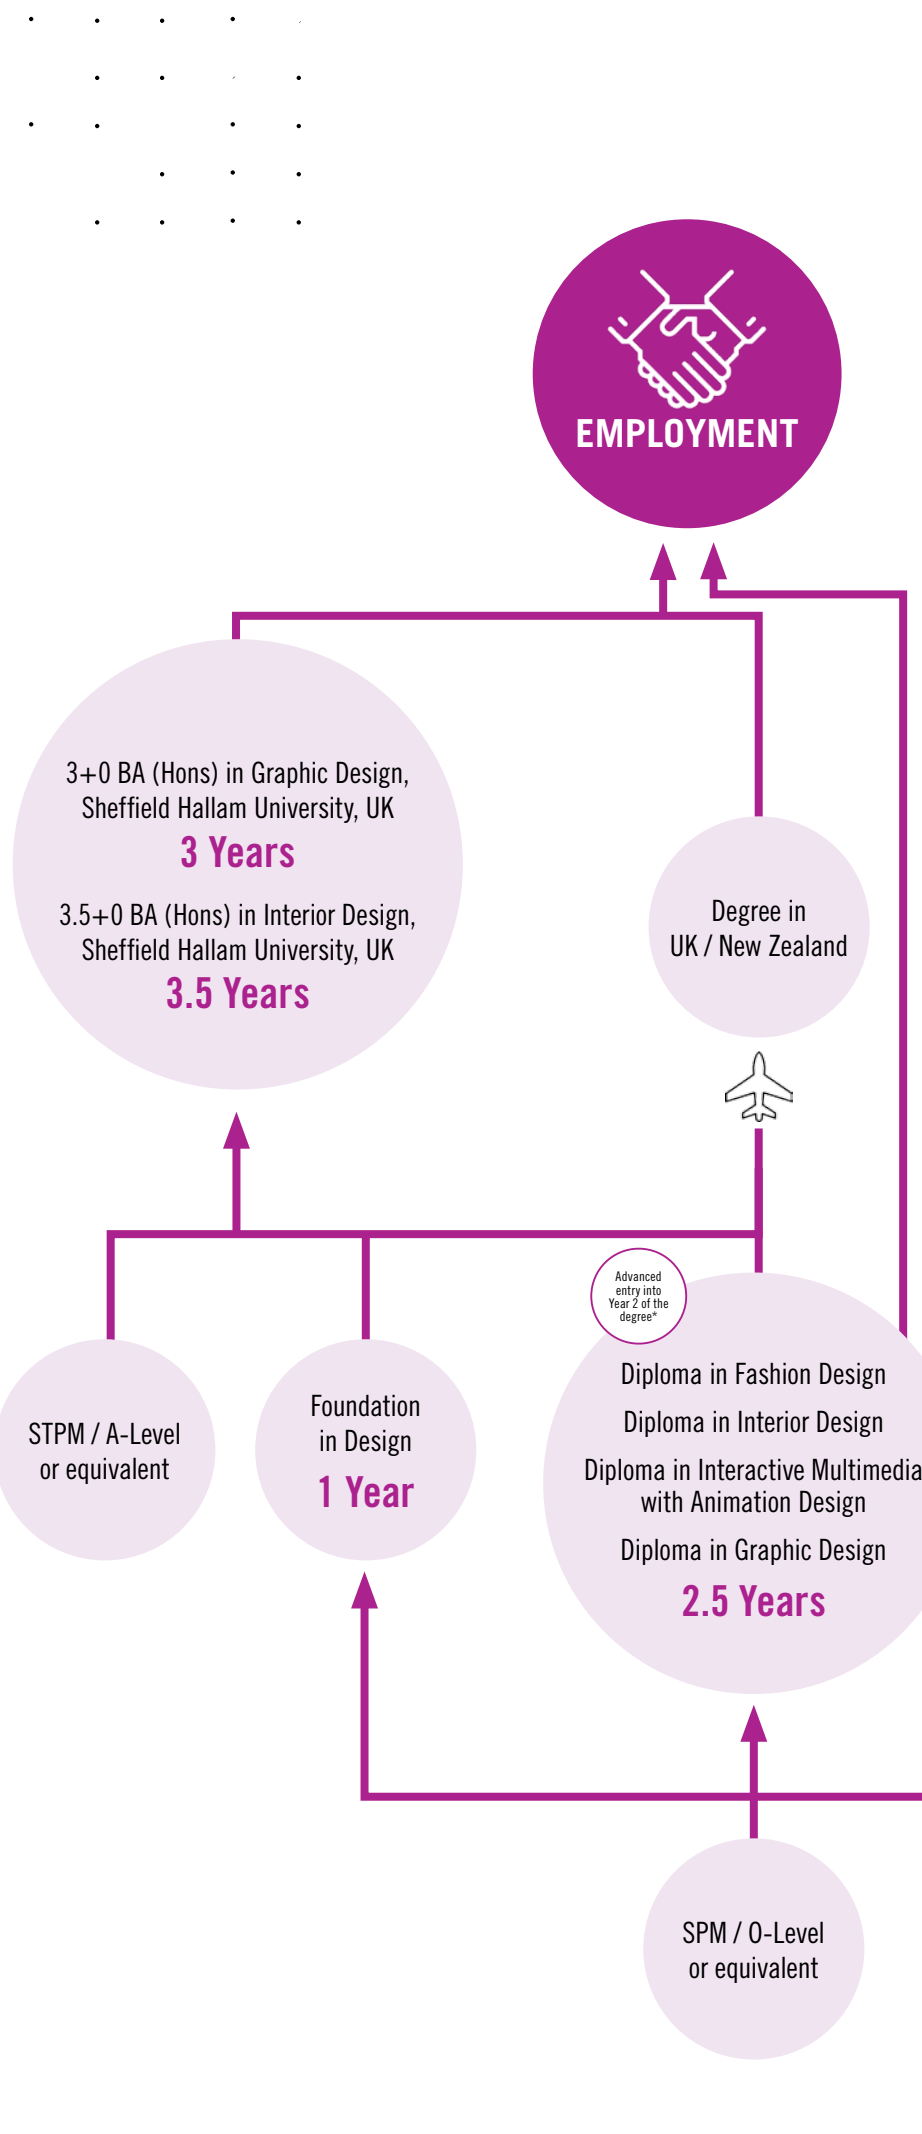 EMPLOYMENT
3+0 BA (Hons) in Graphic Design,
Sheffield Hallam University, UK
3 Years
3.5+0 BA (Hons) in Interior Design,
Sheffield Hallam University, UK
3.5 Years
Degree in
UK / New Zealand
Advanced
entry into
Year 2 of the
degree*
STPM / A-Level
or equivalent
Foundation
in Design
1 Year
Diploma in Fashion Design
Diploma in Interior Design
Diploma in Interactive Multimedia
with Animation Design
Diploma in Graphic Design
2.5 Years
SPM / O-Level
or equivalent